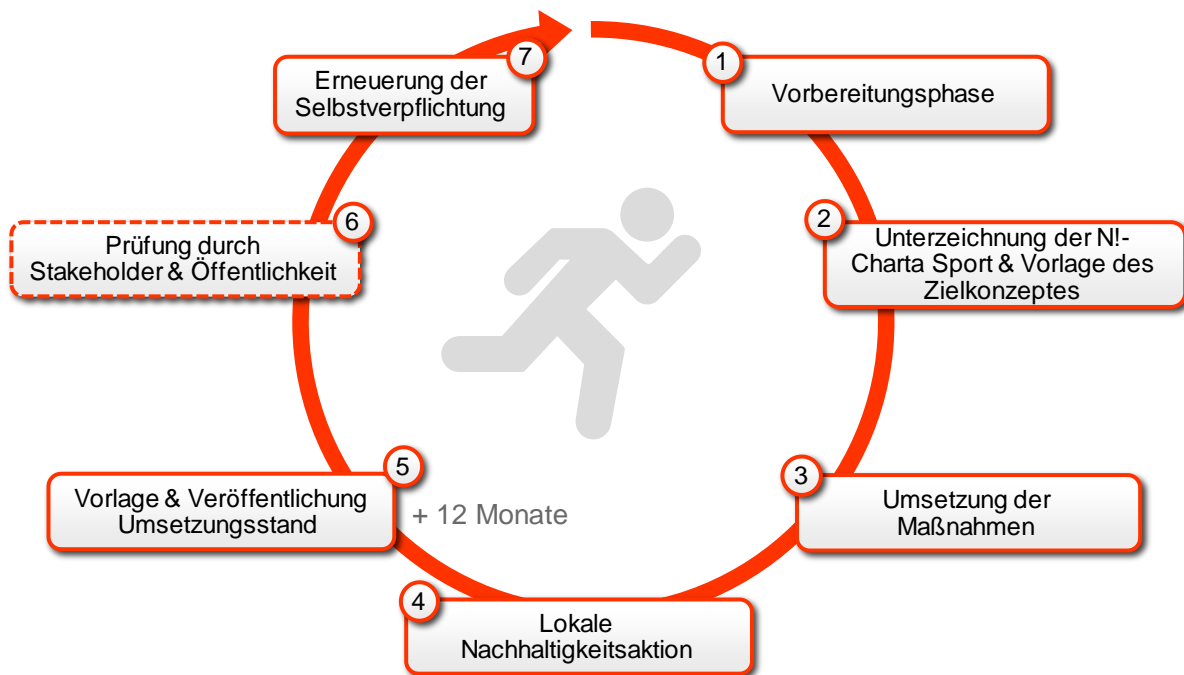 1
Vorbereitungsphase
2
Unterzeichnung der N!-
Charta Sport & Vorlage des
Zielkonzeptes
3
Umsetzung der
Maßnahmen
4
Lokale
Nachhaltigkeitsaktion
5
Vorlage & Veröffentlichung
Umsetzungsstand
+ 12 Monate
6
Prüfung durch
Stakeholder & Öffentlichkeit
7
Erneuerung der
Selbstverpflichtung